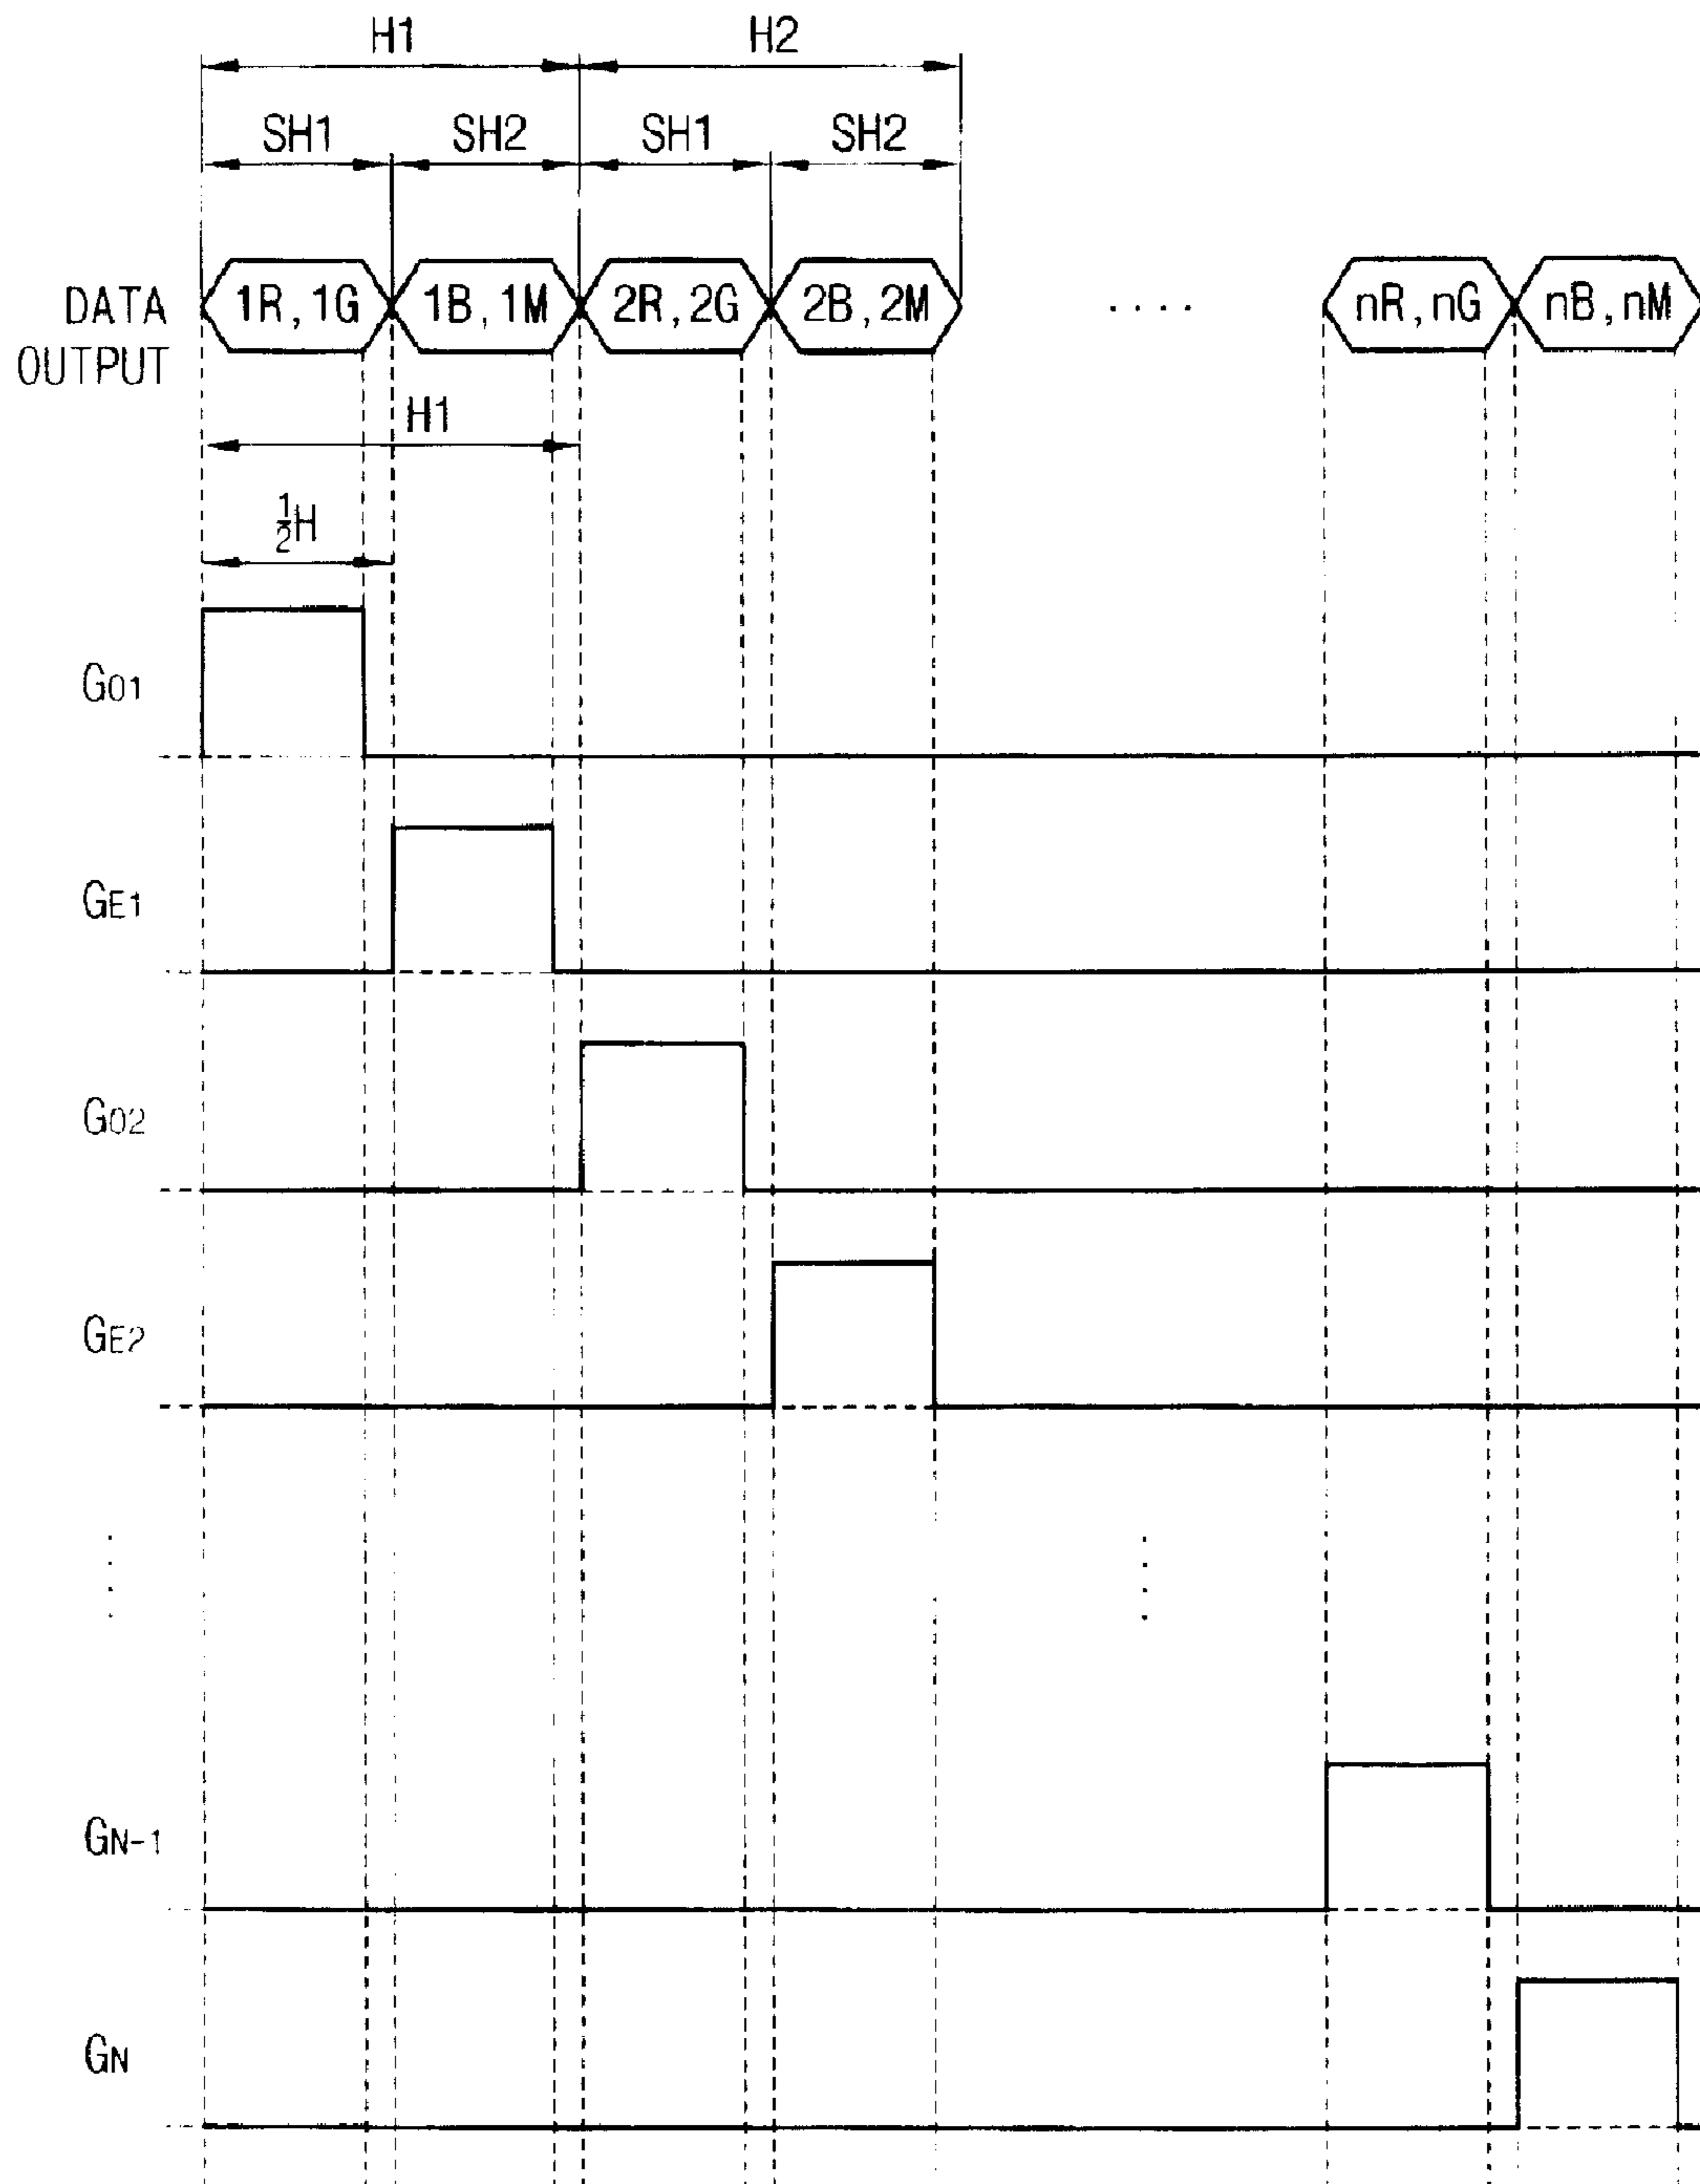 H1 H2
SH1 SH2 SH1 SH2
DATA OUTPUT
1R, 1G 1B, 1M 2R, 2G 2B, 2M .... nR, nG nB, nM
H1
½H
GO1
GE1
GO2
GE2
GN-1
GN